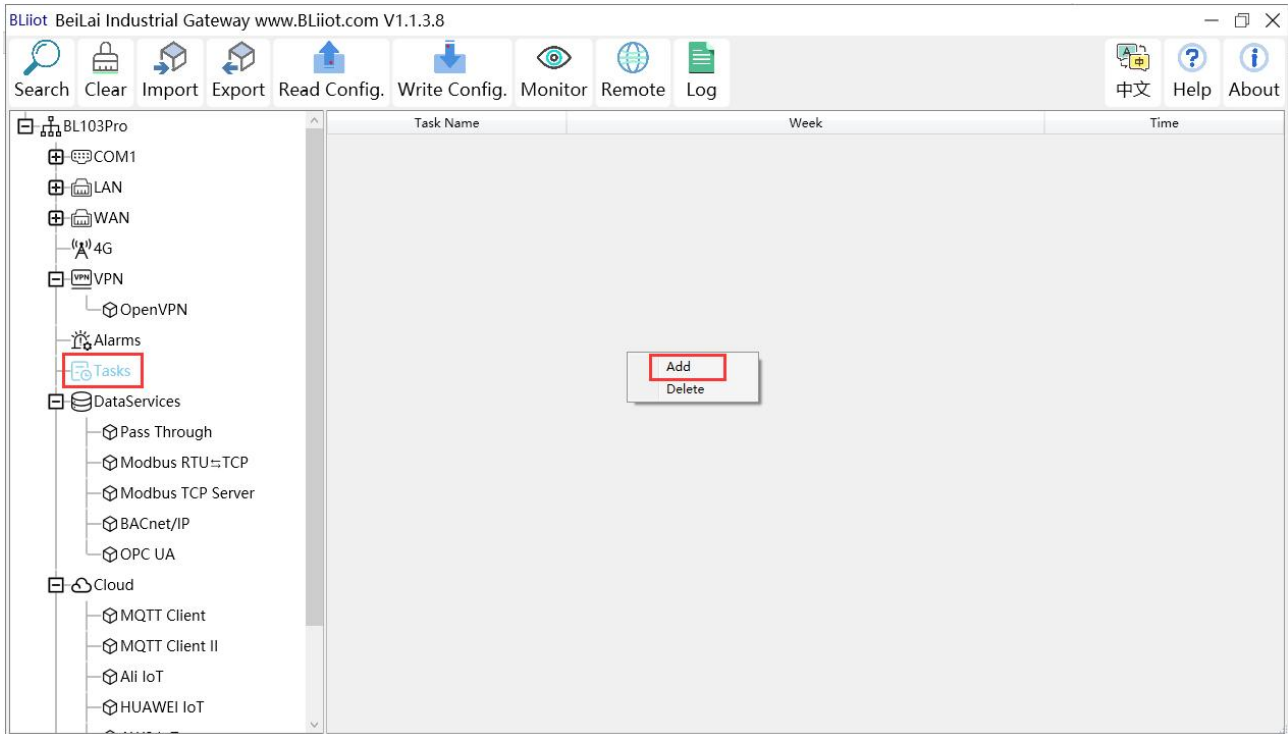 BLiiot BeiLai Industrial Gateway www.BLiiot.com V1.1.3.8
Search Clear Import Export Read Config. Write Config. Monitor Remote Log 中文 Help About
BL103Pro
COM1
LAN
WAN
4G
VPN
OpenVPN
Alarms
Tasks
DataServices
Pass Through
Modbus RTU⇆TCP
Modbus TCP Server
BACnet/IP
OPC UA
Cloud
MQTT Client
MQTT Client II
Ali IoT
HUAWEI IoT
Task Name Week Time
Add
Delete